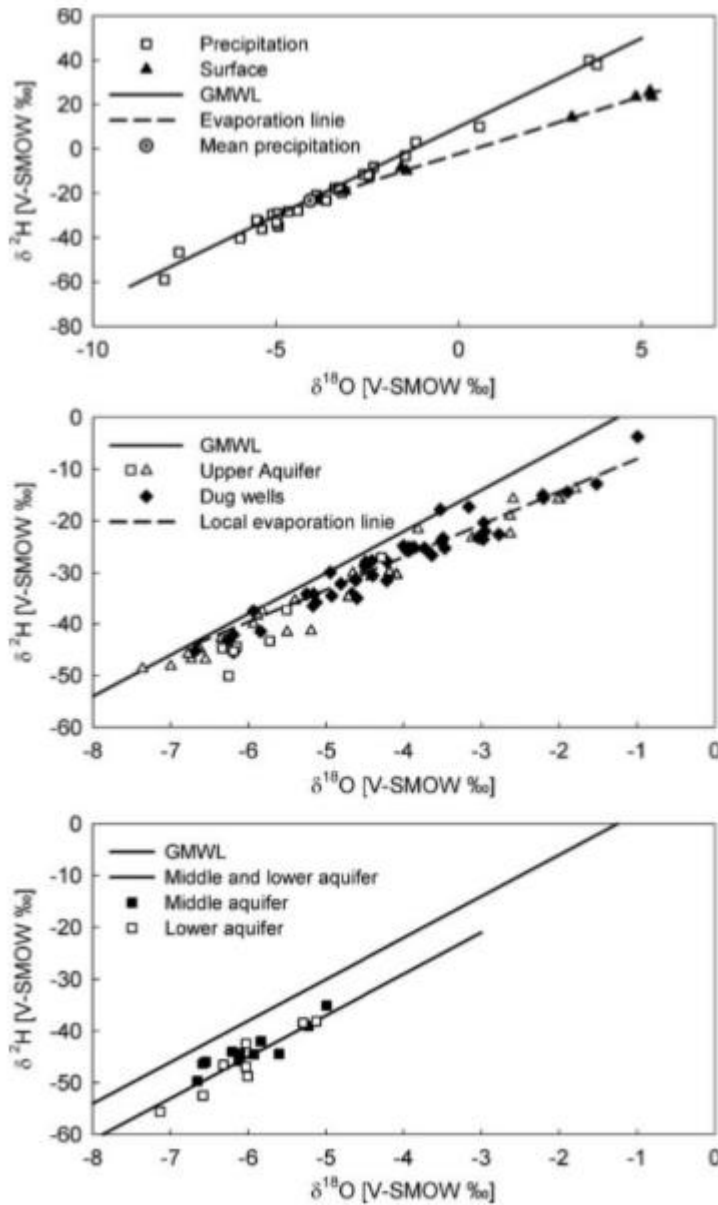 60
40
20
0
-20
-40
-60
-80
δ ²H [V-SMOW ‰]
Precipitation
Surface
GMWL
Evaporation linie
Mean precipitation
-10 -5 0 5
δ¹⁸O [V-SMOW ‰]
0
-10
-20
-30
-40
-50
-60
δ ²H [V-SMOW ‰]
GMWL
Upper Aquifer
Dug wells
Local evaporation linie
-8 -7 -6 -5 -4 -3 -2 -1 0
δ¹⁸O [V-SMOW ‰]
0
-10
-20
-30
-40
-50
-60
δ ²H [V-SMOW ‰]
GMWL
Middle and lower aquifer
Middle aquifer
Lower aquifer
-8 -7 -6 -5 -4 -3 -2 -1 0
δ¹⁸O [V-SMOW ‰]